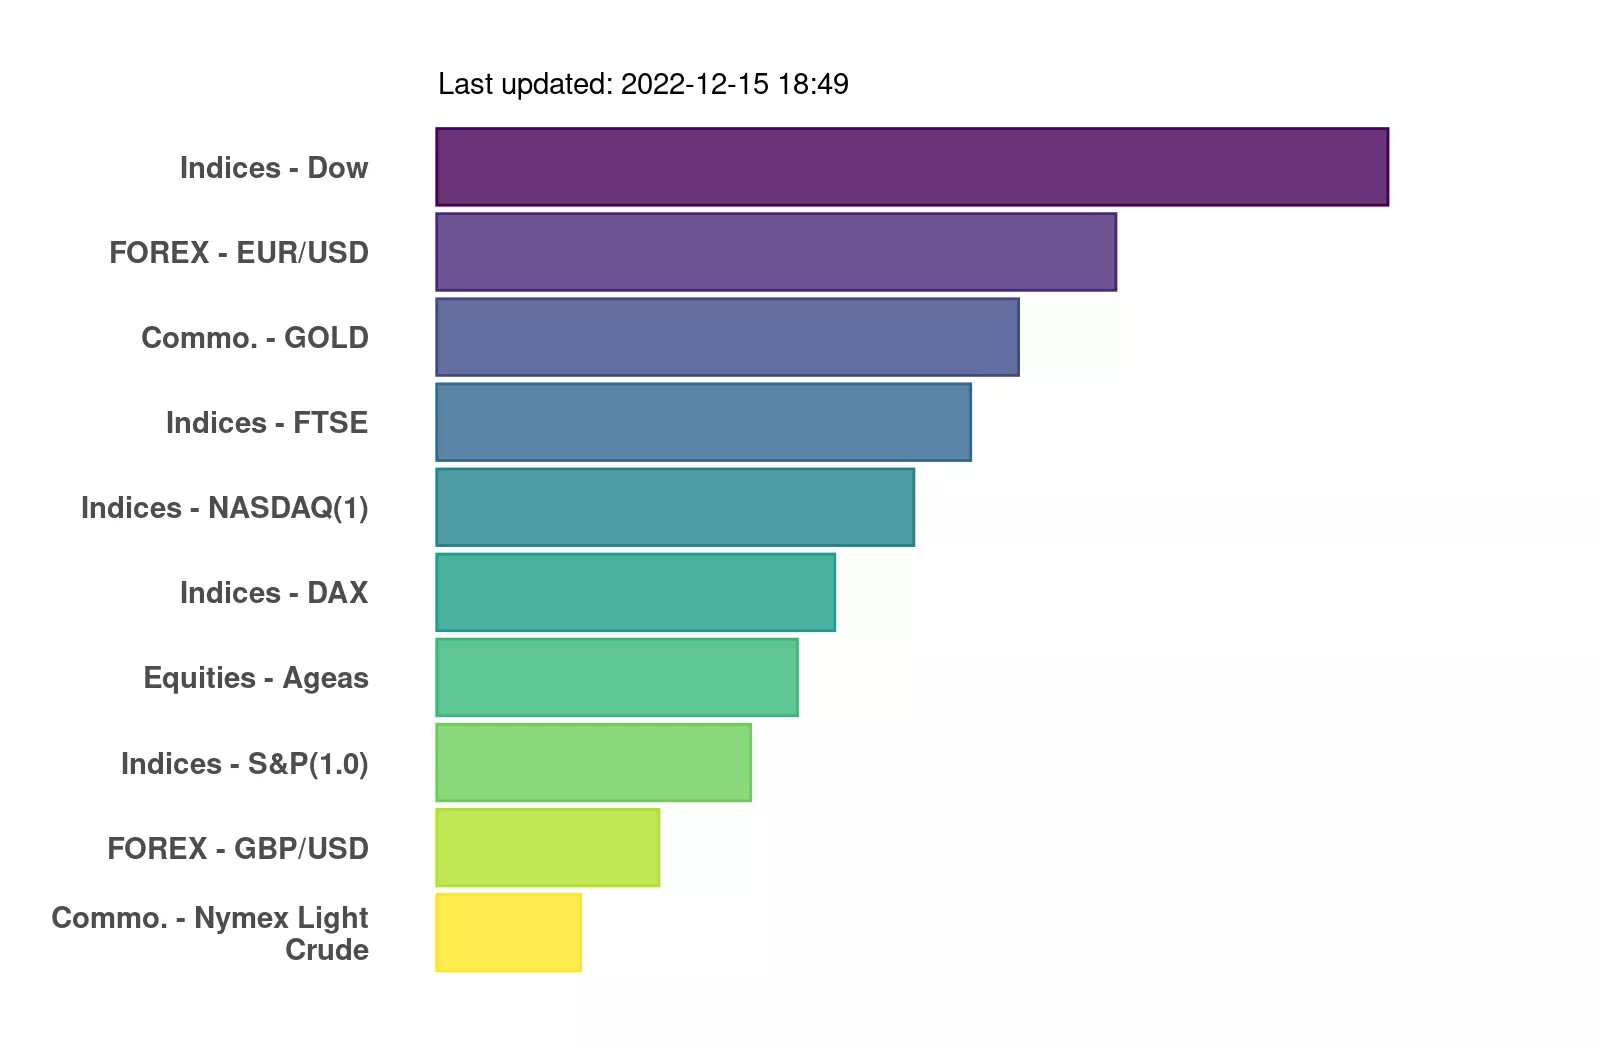 Last updated: 2022-12-15 18:49
Indices - Dow
FOREX - EUR/USD
Commo. - GOLD
Indices - FTSE
Indices - NASDAQ(1)
Indices - DAX
Equities - Ageas
Indices - S&P(1.0)
FOREX - GBP/USD
Commo. - Nymex Light
Crude